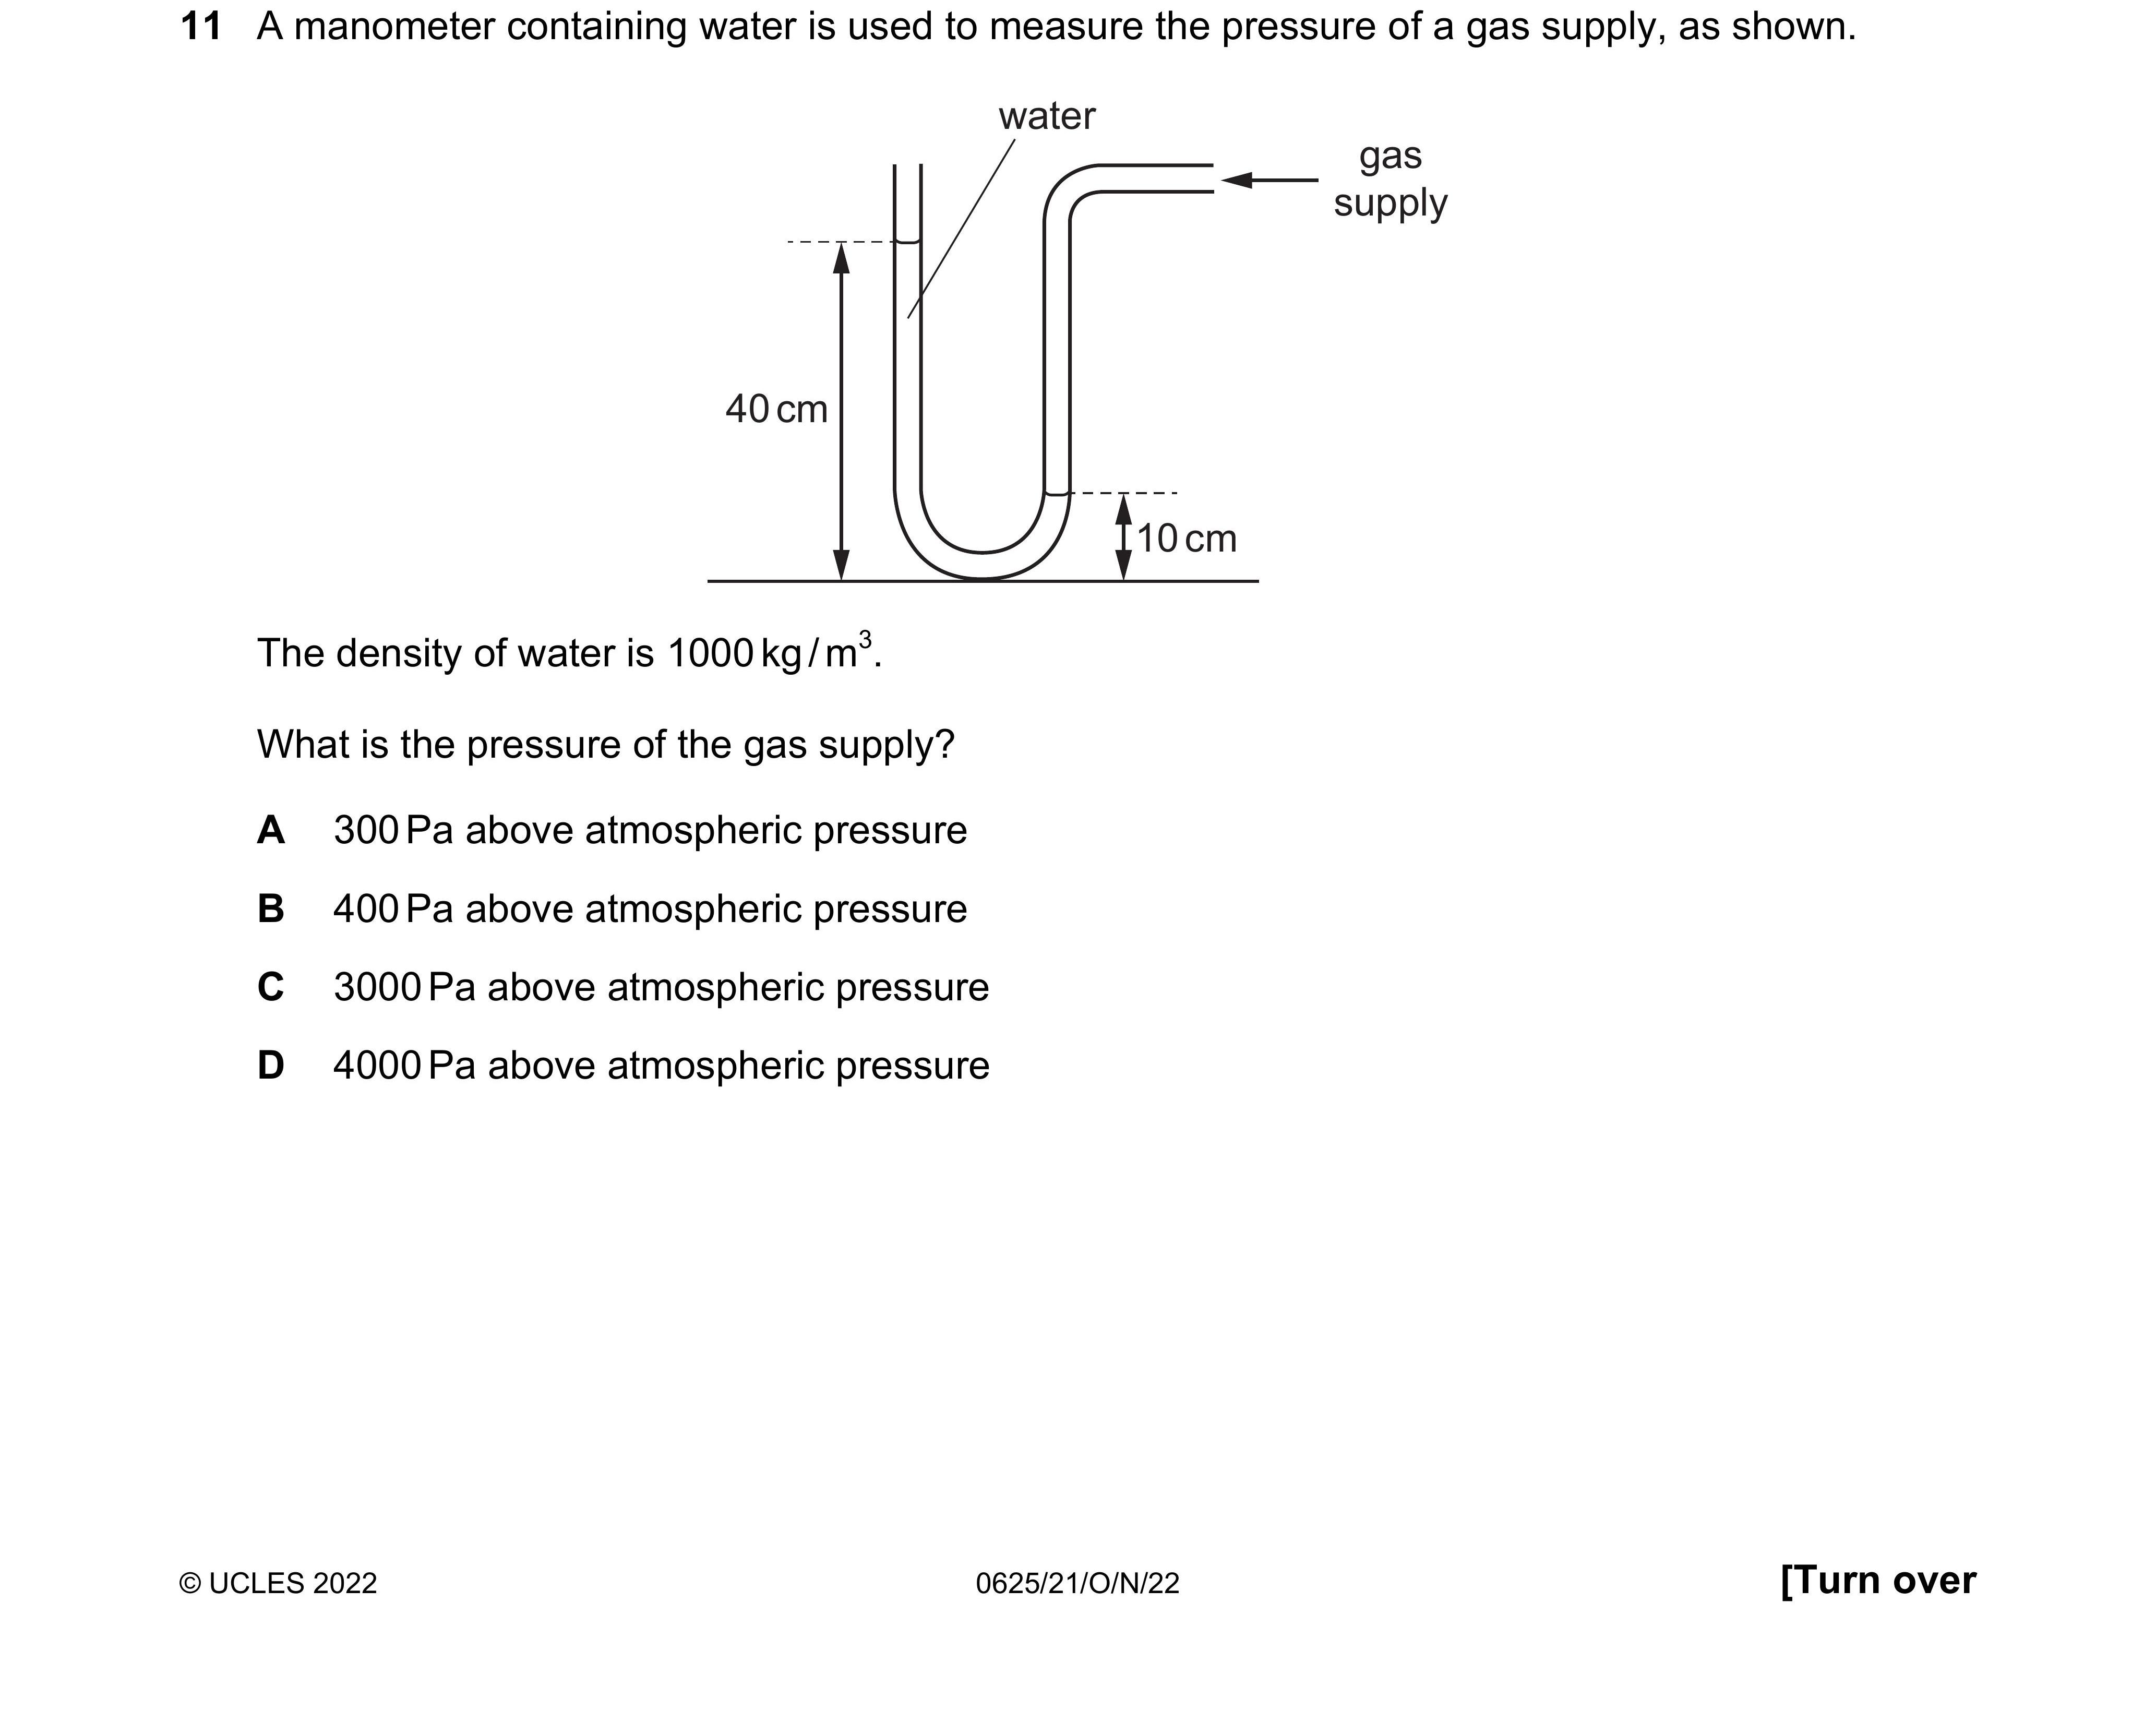 11 A manometer containing water is used to measure the pressure of a gas supply, as shown.
water
gas
supply
40 cm
10 cm
The density of water is 1000 kg / m³.
What is the pressure of the gas supply?
A 300 Pa above atmospheric pressure
B 400 Pa above atmospheric pressure
C 3000 Pa above atmospheric pressure
D 4000 Pa above atmospheric pressure
© UCLES 2022 0625/21/O/N/22 [Turn over